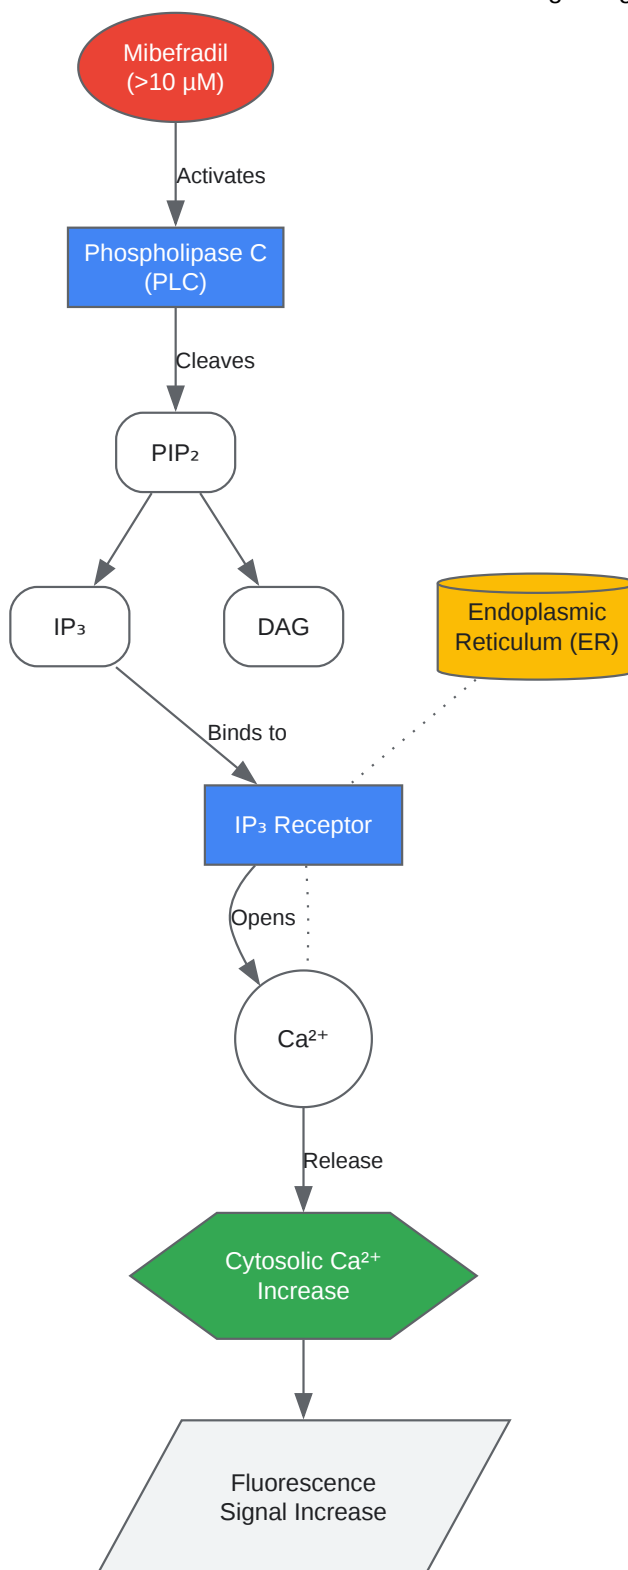 Mibefradil
(>10 µM)
Activates
Phospholipase C
(PLC)
Cleaves
PIP₂
IP₃
DAG
Endoplasmic
Reticulum (ER)
Binds to
IP₃ Receptor
Opens
Ca²⁺
Release
Cytosolic Ca²⁺
Increase
Fluorescence
Signal Increase